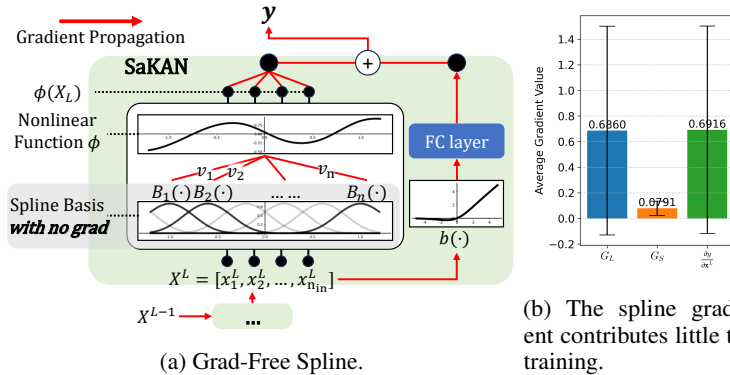 y
Gradient Propagation
SaKAN
ϕ(X_L)
Nonlinear
Function ϕ
v_1 v_2 v_n
B_1(·) B_2(·) ... ... B_n(·)
Spline Basis
with no grad
FC layer
b(·)
X^L = [x_1^L, x_2^L, ..., x_{n_in}^L]
X^{L−1}
...
(a) Grad-Free Spline.
Average Gradient Value
1.4
1.2
1.0
0.8
0.6
0.4
0.2
0.0
−0.2
0.6860
0.0791
0.6916
G_L G_S ∂y/∂x^L
(b) The spline grad
ent contributes little t
training.